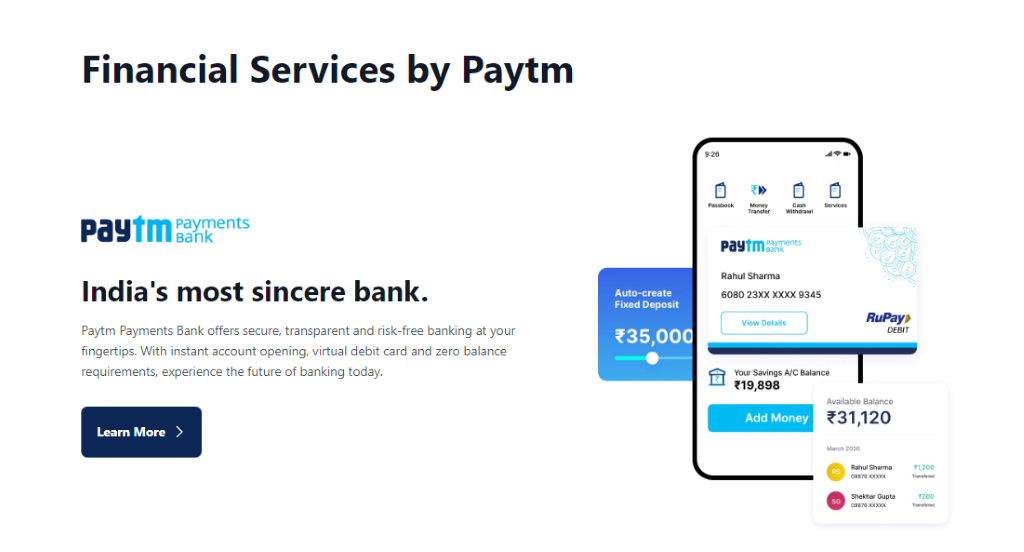 Financial Services by Paytm
paytm payments
Bank
India's most sincere bank.
Paytm Payments Bank offers secure, transparent and risk-free banking at your
fingertips. With instant account opening, virtual debit card and zero balance
requirements, experience the future of banking today.
Learn More
9:26
Passbook
Money
Transfer
Cash
Withdrawl
Services
paytm payments
bank
Rahul Sharma
6080 23XX XXXX 9345
View Details
RuPay
DEBIT
Auto-create
Fixed Deposit
₹35,000
Your Savings A/C Balance
₹19,898
Add Money
Available Balance
₹31,120
March 2020
RS
Rahul Sharma
₹1,200
09876 XXXXX
Transferred
SG
Shekhar Gupta
₹200
09876 XXXXX
Transferred